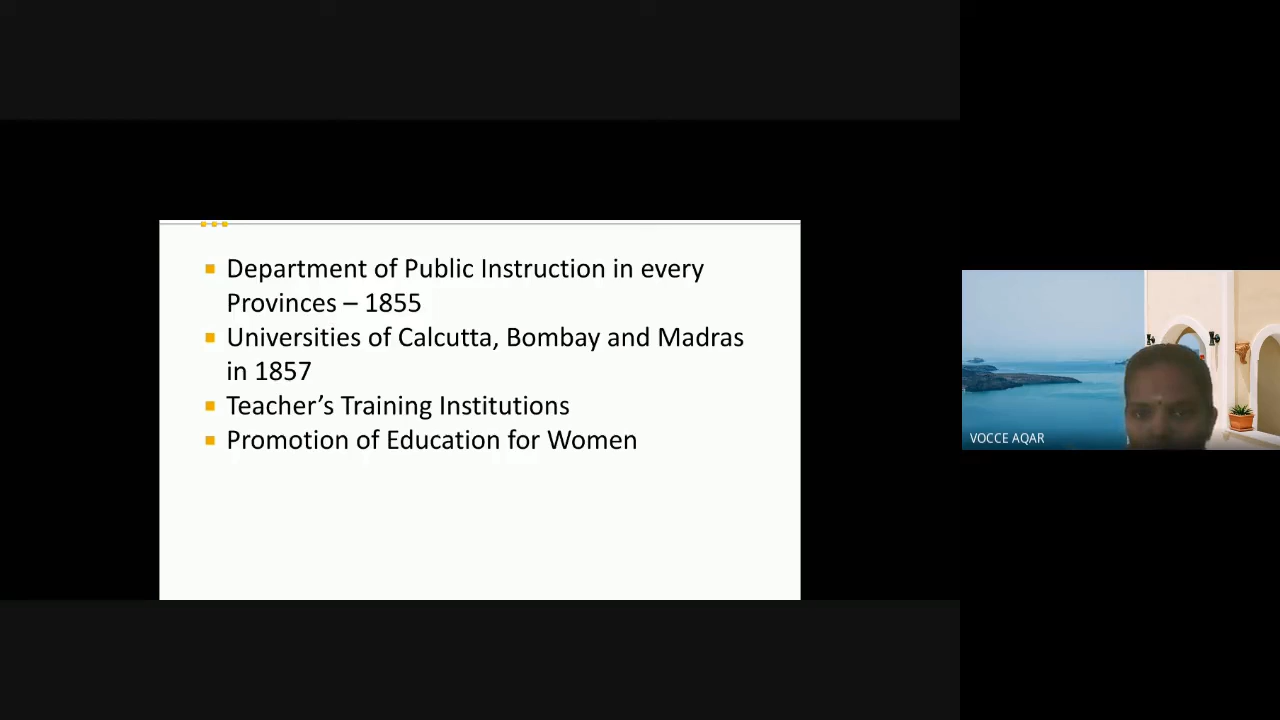 Department of Public Instruction in every
Provinces – 1855
Universities of Calcutta, Bombay and Madras
in 1857
Teacher’s Training Institutions
Promotion of Education for Women
VOCCE AQAR